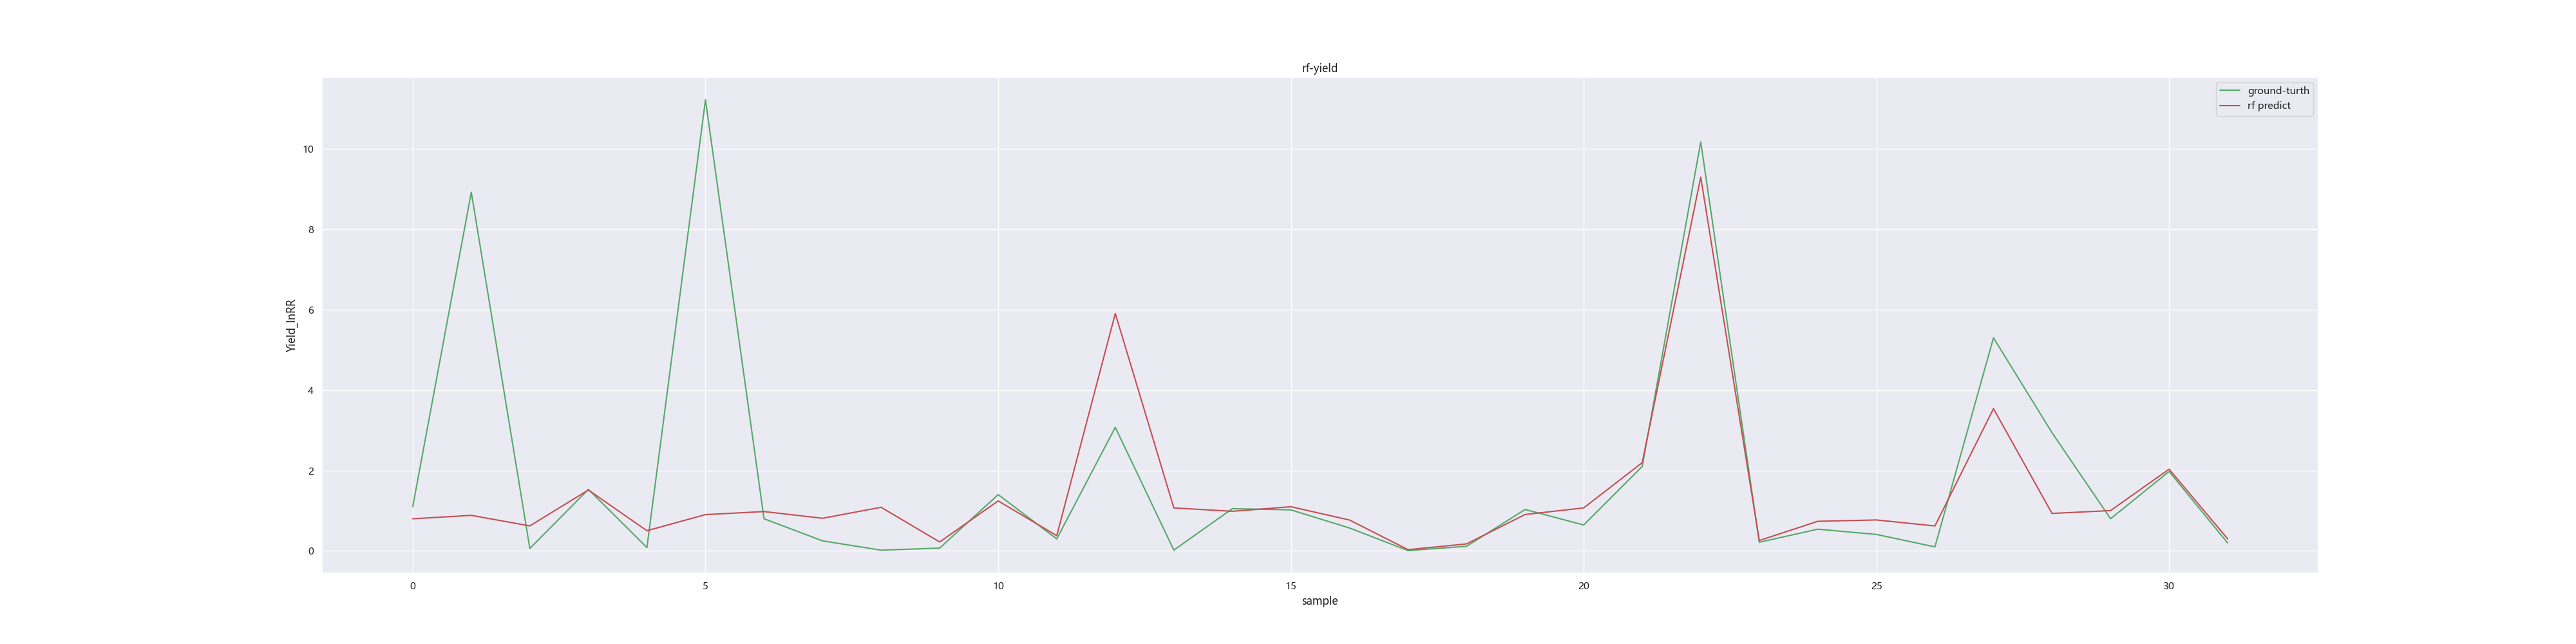 rf-yield
ground-turth
rf predict
10
8
6
4
2
0
Yield_lnRR
0 5 10 15 20 25 30
sample